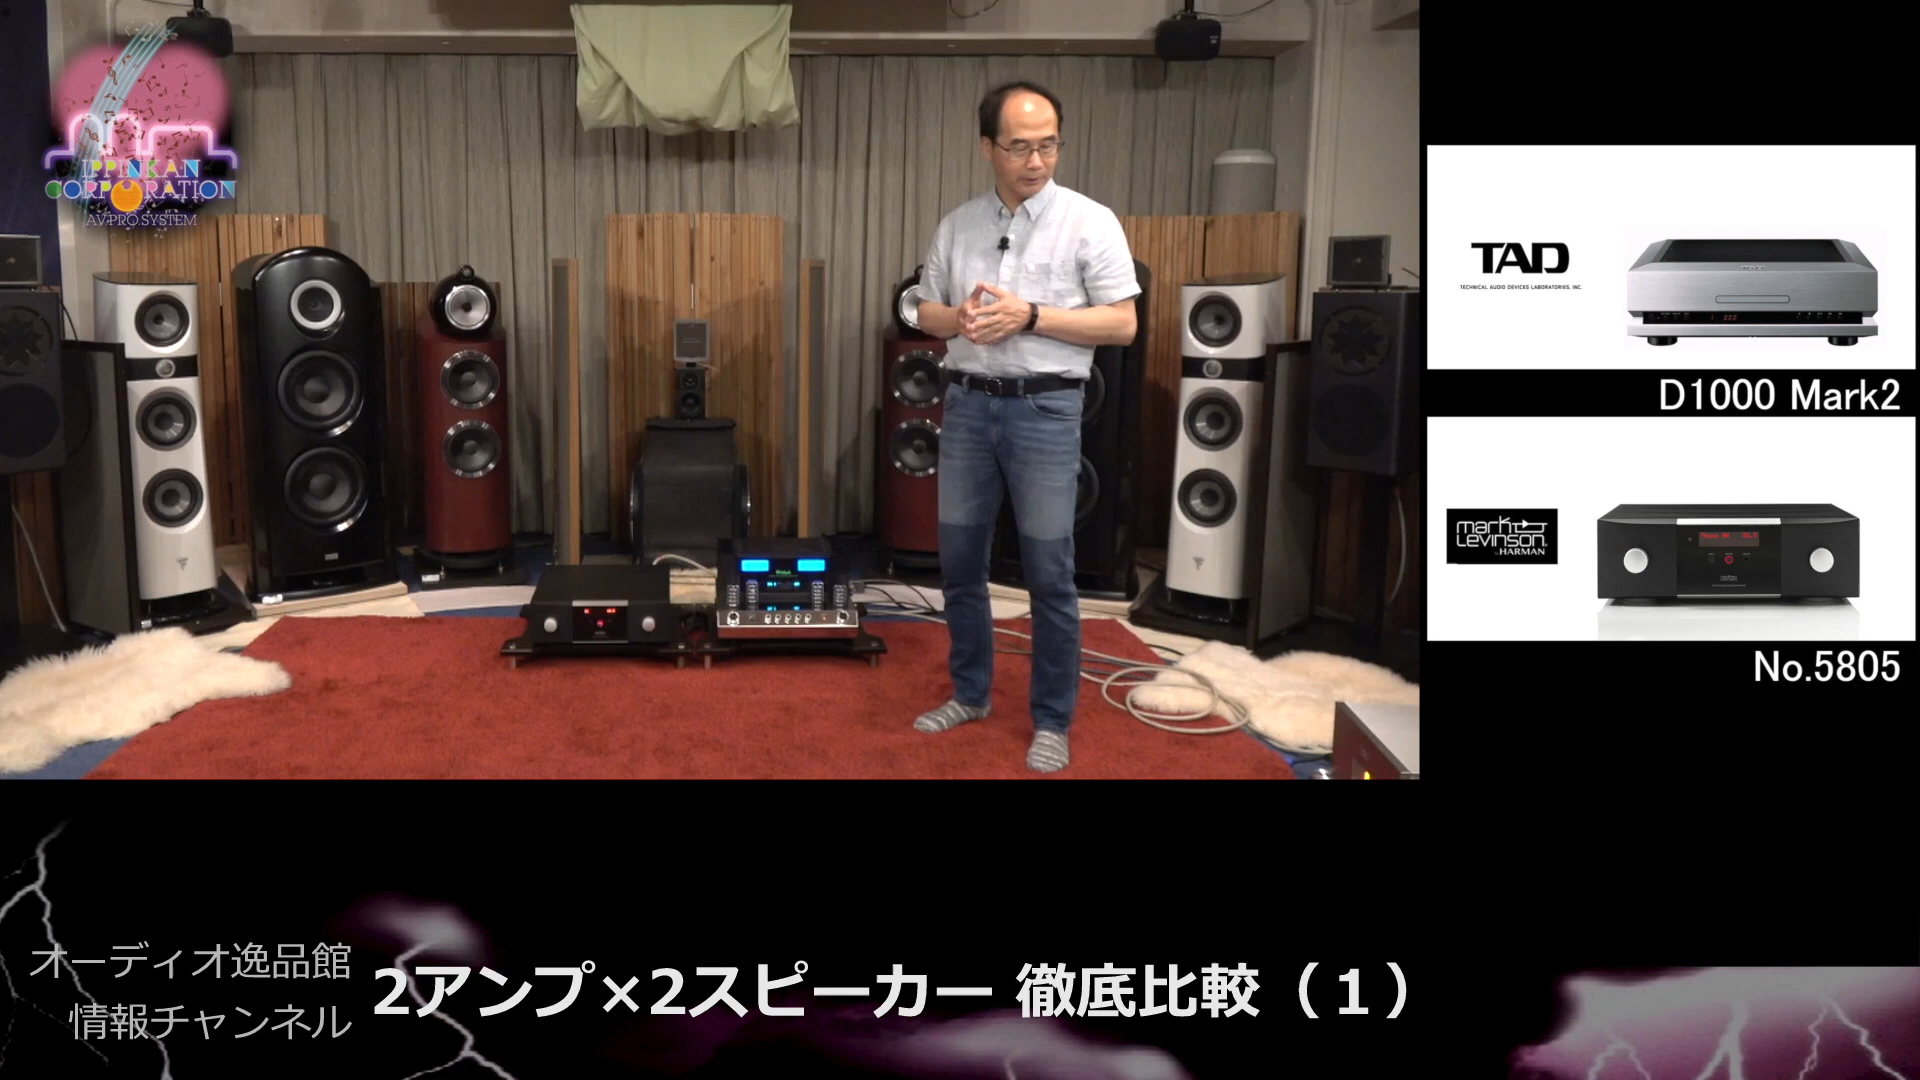 IPPINKAN
CORPORATION
AV.PRO.SYSTEM
TAD
TECHNICAL AUDIO DEVICES LABORATORIES, INC.
D1000 Mark2
mark
Levinson
by HARMAN
No.5805
オーディオ逸品館
情報チャンネル
2アンプ×2スピーカー 徹底比較（１）